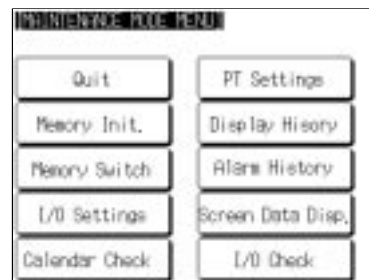 [MAINTENANCE MODE MENU]
Quit
PT Settings
Memory Init.
Display Hisory
Memory Switch
Alarm History
I/O Settings
Screen Data Disp.
Calendar Check
I/O Check